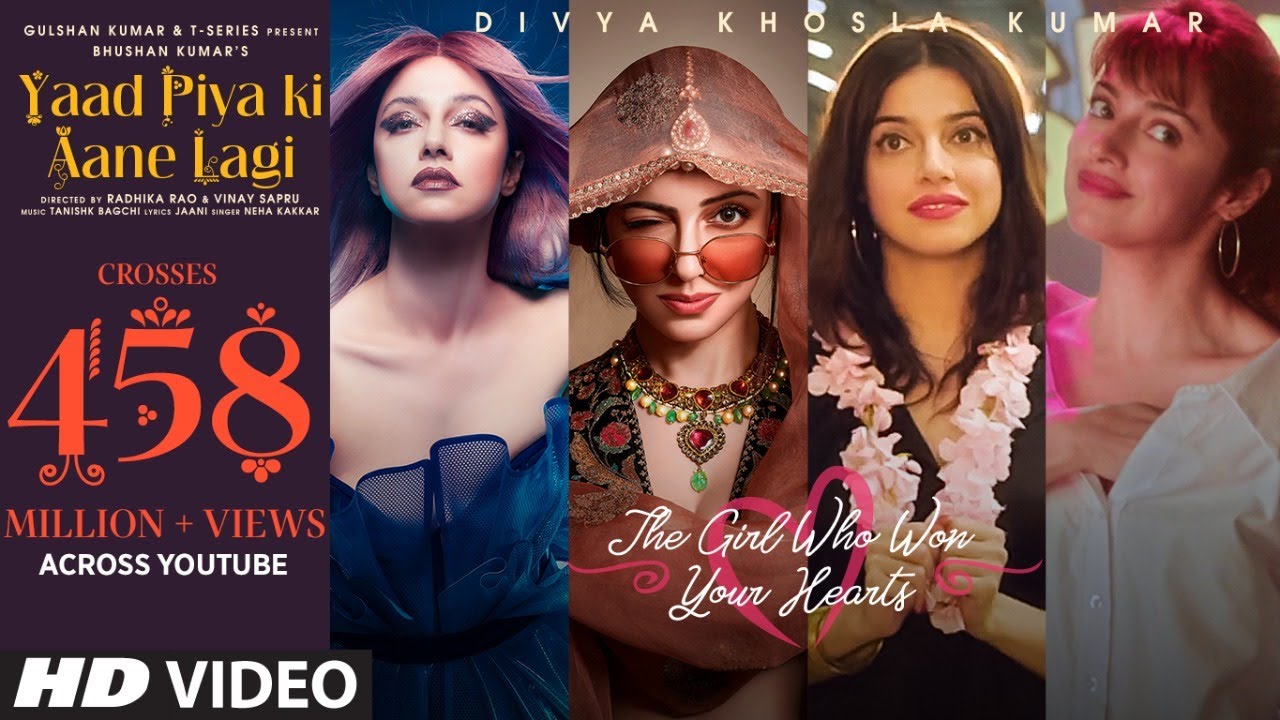 GULSHAN KUMAR & T-SERIES PRESENT
BHUSHAN KUMAR'S
Yaad Piya ki
Aane Lagi
DIRECTED BY RADHIKA RAO & VINAY SAPRU
MUSIC TANISHK BAGCHI LYRICS JAANI SINGER NEHA KAKKAR
CROSSES
458
MILLION + VIEWS
ACROSS YOUTUBE
HD VIDEO
DIVYA KHOSLA KUMAR
The Girl Who Won
Your Hearts